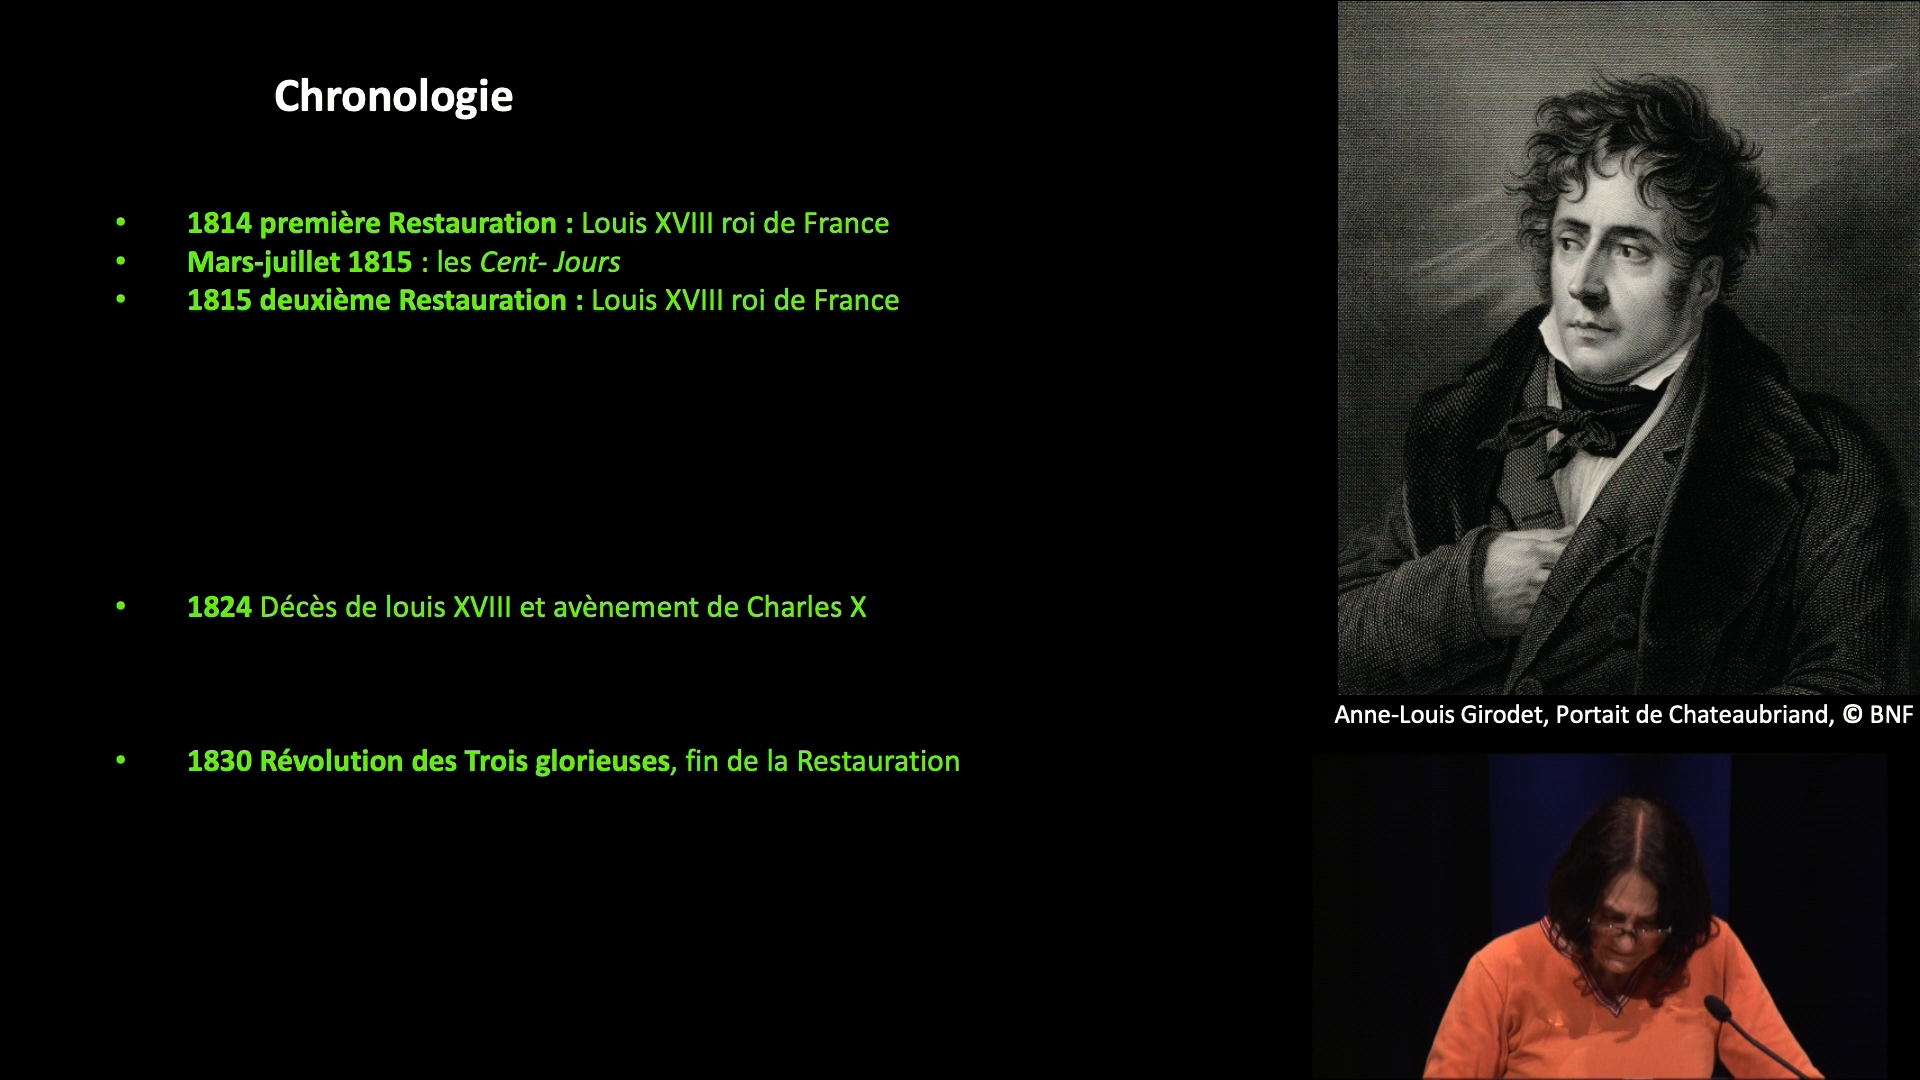 Chronologie
• 1814 première Restauration : Louis XVIII roi de France
• Mars-juillet 1815 : les Cent- Jours
• 1815 deuxième Restauration : Louis XVIII roi de France
• 1824 Décès de louis XVIII et avènement de Charles X
• 1830 Révolution des Trois glorieuses, fin de la Restauration
Anne-Louis Girodet, Portait de Chateaubriand, © BNF